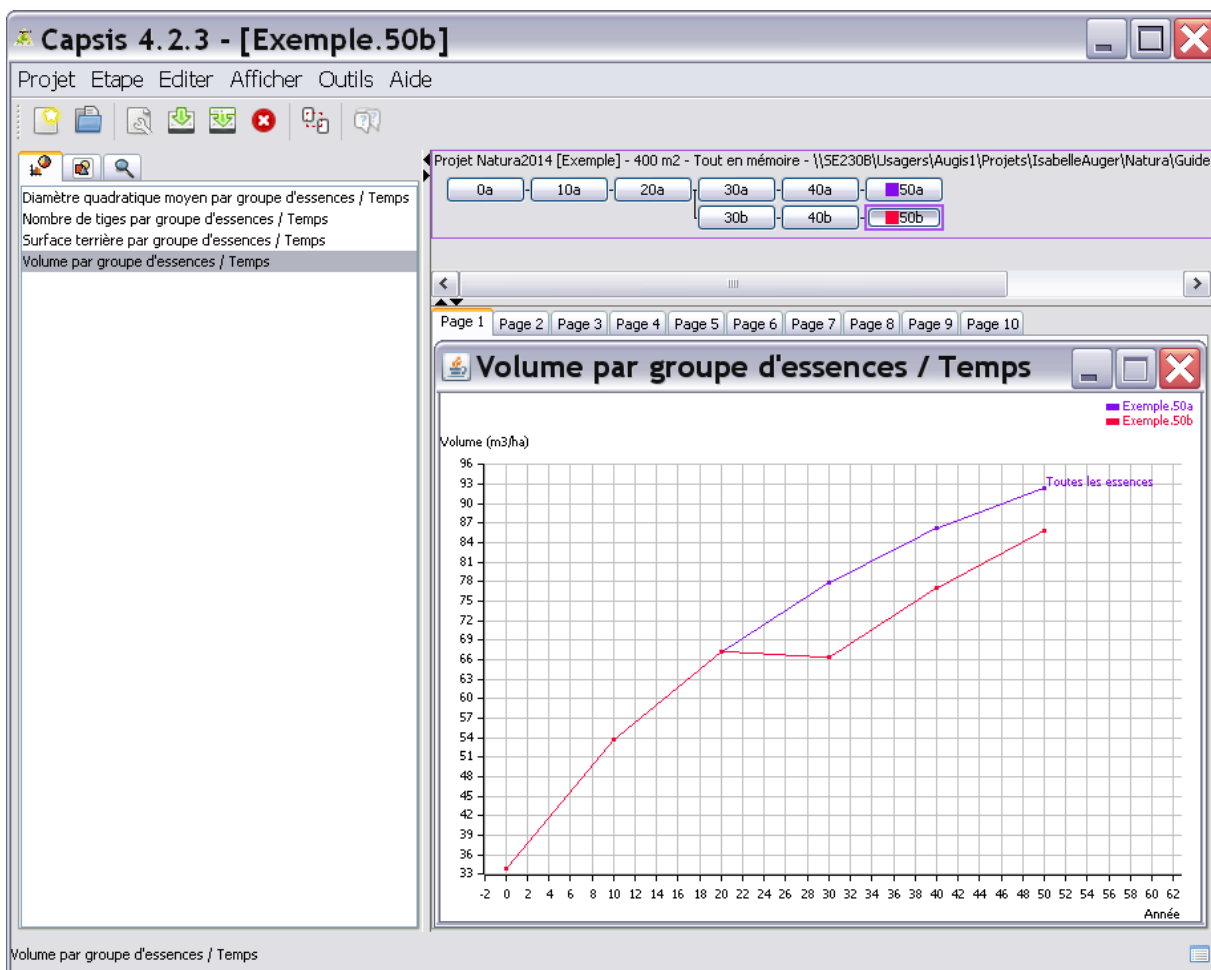 Capsis 4.2.3 - [Exemple.50b]
Projet Etape Editer Afficher Outils Aide
Diamètre quadratique moyen par groupe d'essences / Temps
Nombre de tiges par groupe d'essences / Temps
Surface terrière par groupe d'essences / Temps
Volume par groupe d'essences / Temps
Projet Natura2014 [Exemple] - 400 m2 - Tout en mémoire - \\SE230B\Usagers\Augis1\Projets\IsabelleAuger\Natura\Guide
0a 10a 20a 30a 40a 50a
30b 40b 50b
Page 1 Page 2 Page 3 Page 4 Page 5 Page 6 Page 7 Page 8 Page 9 Page 10
Volume par groupe d'essences / Temps
Exemple.50a
Exemple.50b
Volume (m3/ha)
96
93
Toutes les essences
90
87
84
81
78
75
72
69
66
63
60
57
54
51
48
45
42
39
36
33
-2 0 2 4 6 8 10 12 14 16 18 20 22 24 26 28 30 32 34 36 38 40 42 44 46 48 50 52 54 56 58 60 62
Année
Volume par groupe d'essences / Temps